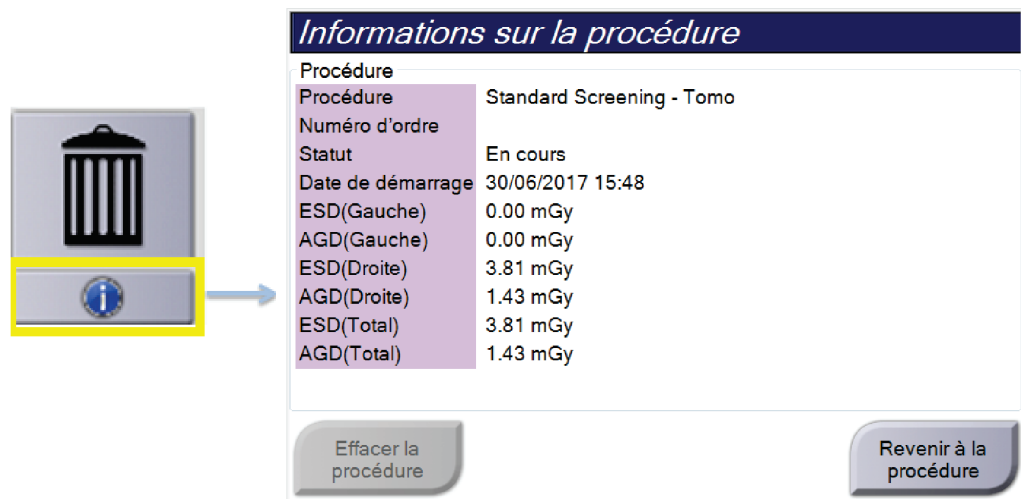 Informations sur la procédure
Procédure
Procédure Standard Screening - Tomo
Numéro d'ordre
Statut En cours
Date de démarrage 30/06/2017 15:48
ESD(Gauche) 0.00 mGy
AGD(Gauche) 0.00 mGy
ESD(Droite) 3.81 mGy
AGD(Droite) 1.43 mGy
ESD(Total) 3.81 mGy
AGD(Total) 1.43 mGy
Effacer la
procédure
Revenir à la
procédure